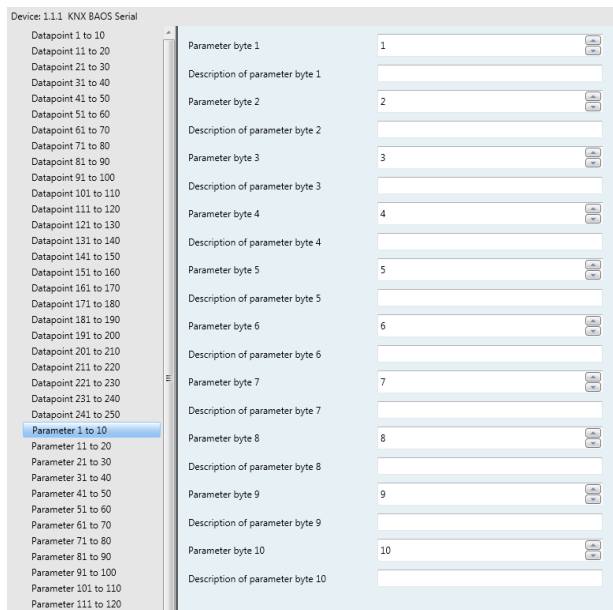 Device: 1.1.1 KNX BAOS Serial
Datapoint 1 to 10
Datapoint 11 to 20
Datapoint 21 to 30
Datapoint 31 to 40
Datapoint 41 to 50
Datapoint 51 to 60
Datapoint 61 to 70
Datapoint 71 to 80
Datapoint 81 to 90
Datapoint 91 to 100
Datapoint 101 to 110
Datapoint 111 to 120
Datapoint 121 to 130
Datapoint 131 to 140
Datapoint 141 to 150
Datapoint 151 to 160
Datapoint 161 to 170
Datapoint 171 to 180
Datapoint 181 to 190
Datapoint 191 to 200
Datapoint 201 to 210
Datapoint 211 to 220
Datapoint 221 to 230
Datapoint 231 to 240
Datapoint 241 to 250
Parameter 1 to 10
Parameter 11 to 20
Parameter 21 to 30
Parameter 31 to 40
Parameter 41 to 50
Parameter 51 to 60
Parameter 61 to 70
Parameter 71 to 80
Parameter 81 to 90
Parameter 91 to 100
Parameter 101 to 110
Parameter 111 to 120
Parameter byte 1 1
Description of parameter byte 1
Parameter byte 2 2
Description of parameter byte 2
Parameter byte 3 3
Description of parameter byte 3
Parameter byte 4 4
Description of parameter byte 4
Parameter byte 5 5
Description of parameter byte 5
Parameter byte 6 6
Description of parameter byte 6
Parameter byte 7 7
Description of parameter byte 7
Parameter byte 8 8
Description of parameter byte 8
Parameter byte 9 9
Description of parameter byte 9
Parameter byte 10 10
Description of parameter byte 10